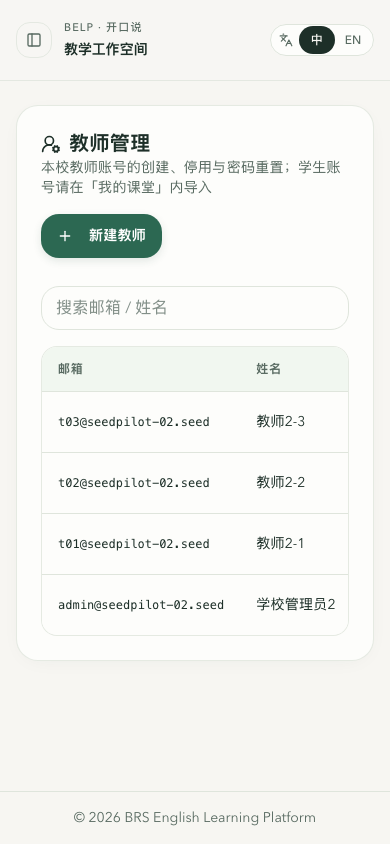 BELP · 开口说
教学工作空间
中
EN
教师管理
本校教师账号的创建、停用与密码重置；学生账
号请在「我的课堂」内导入
新建教师
搜索邮箱 / 姓名
邮箱 姓名
t03@seedpilot-02.seed 教师2-3
t02@seedpilot-02.seed 教师2-2
t01@seedpilot-02.seed 教师2-1
admin@seedpilot-02.seed 学校管理员2
© 2026 BRS English Learning Platform